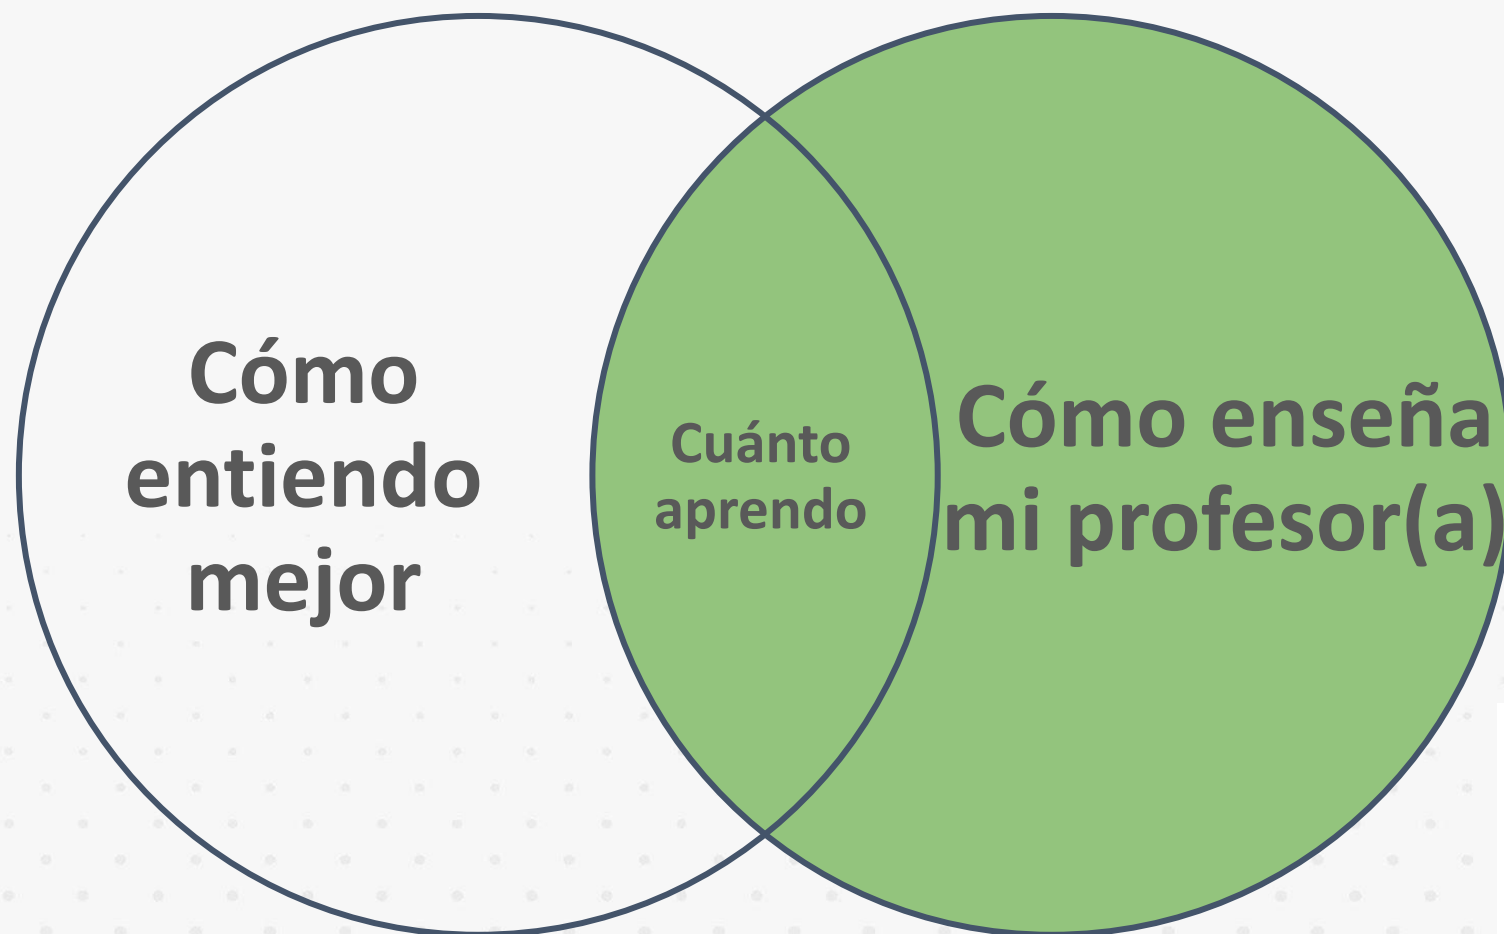 Cómo
entiendo
mejor
Cuánto
aprendo
Cómo enseña
mi profesor(a)